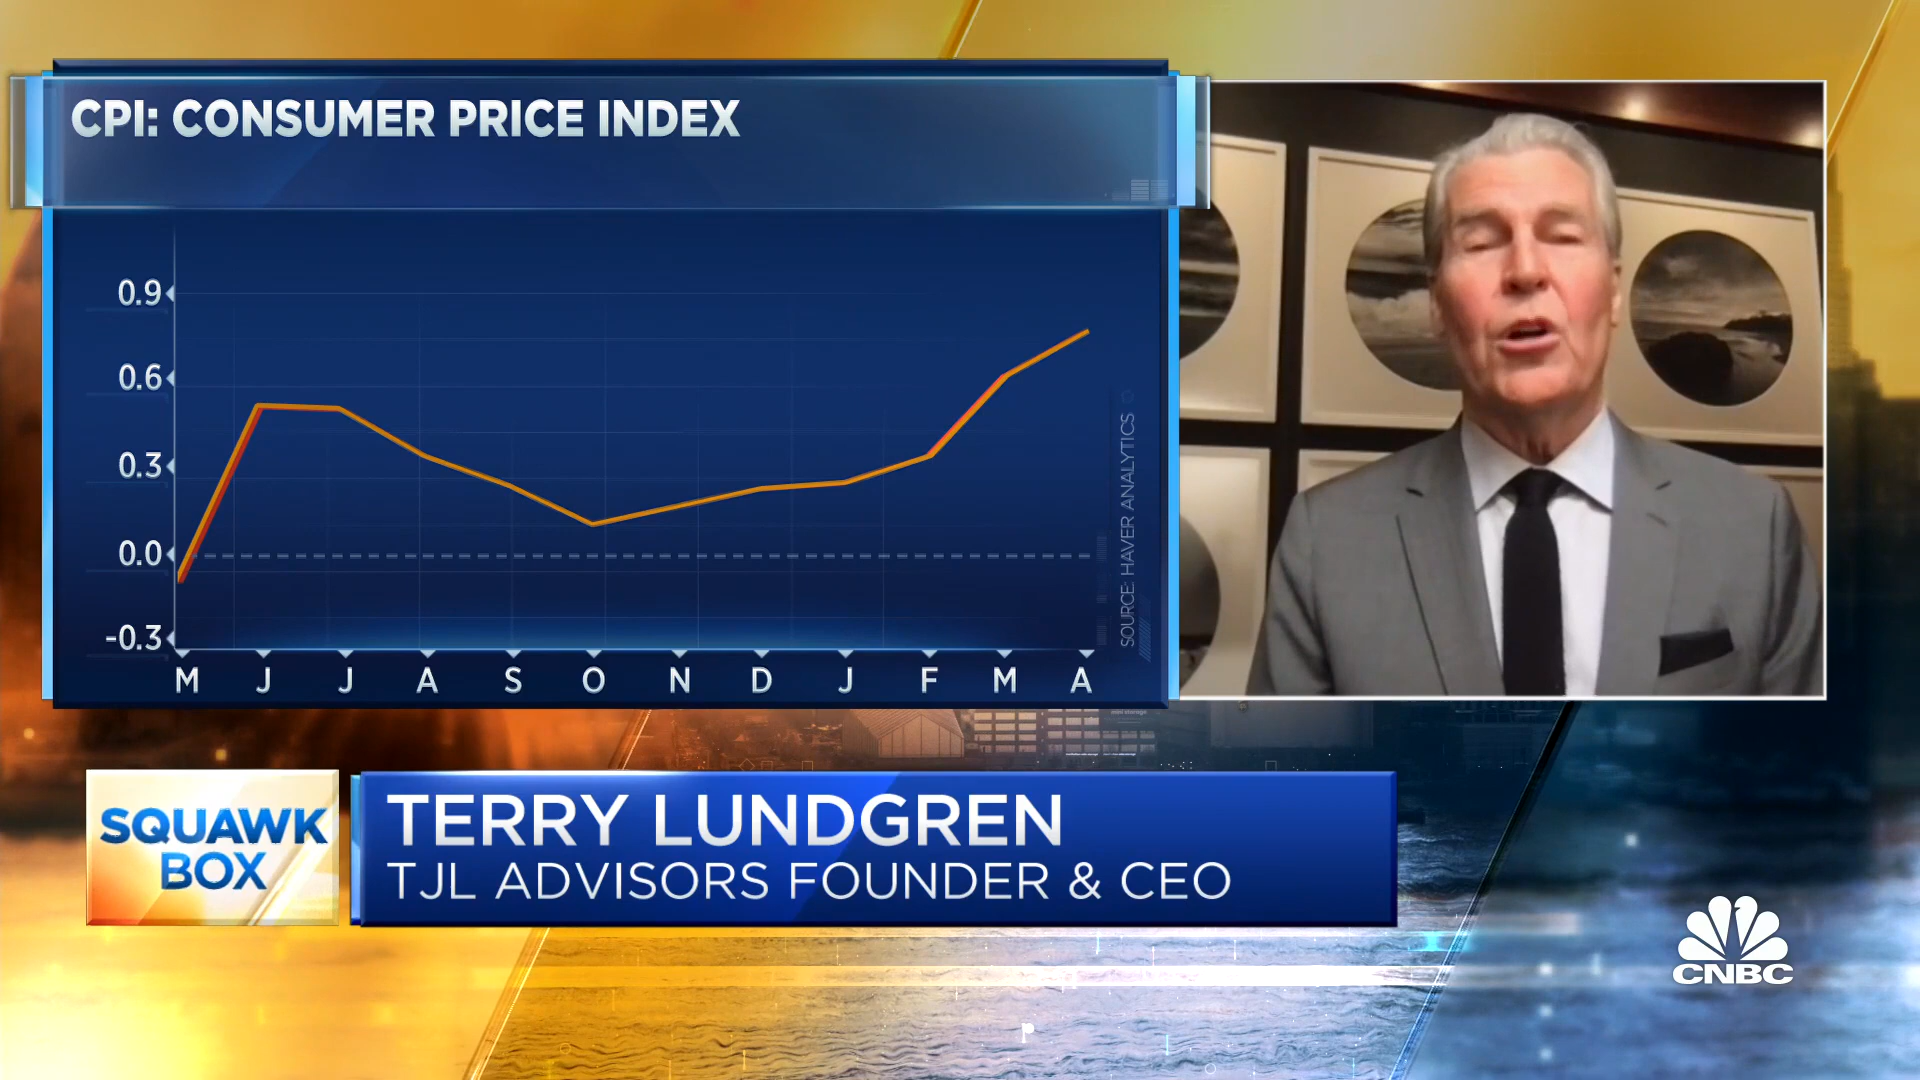 CPI: CONSUMER PRICE INDEX
0.9
0.6
0.3
0.0
-0.3
M J J A S O N D J F M A
SOURCE: HAVER ANALYTICS
SQUAWK
BOX
TERRY LUNDGREN
TJL ADVISORS FOUNDER & CEO
CNBC